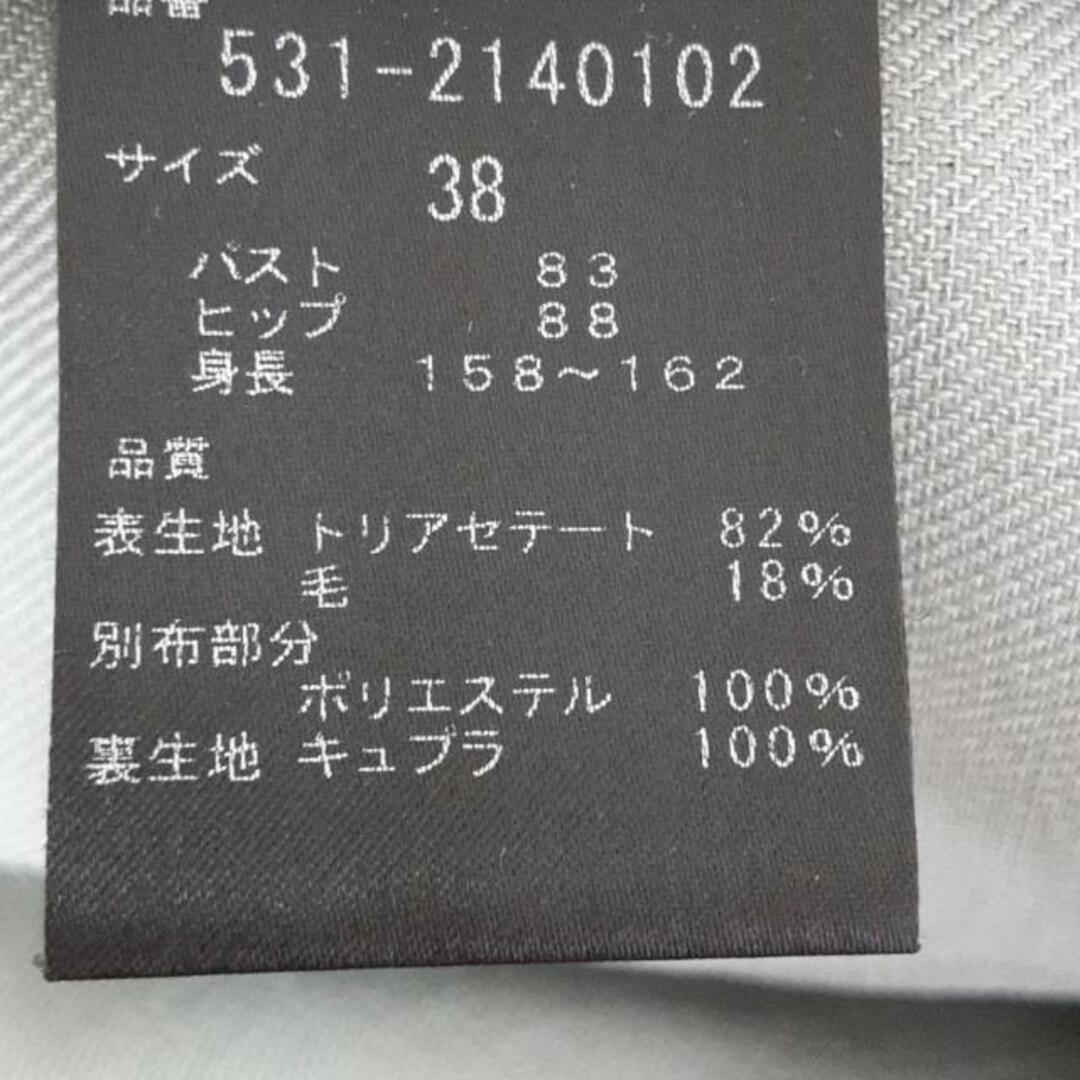 品番
531-2140102
サイズ 38
バスト 83
ヒップ 88
身長 158~162
品質
表生地 トリアセテート 82%
毛 18%
別布部分
ポリエステル 100%
裏生地 キュプラ 100%